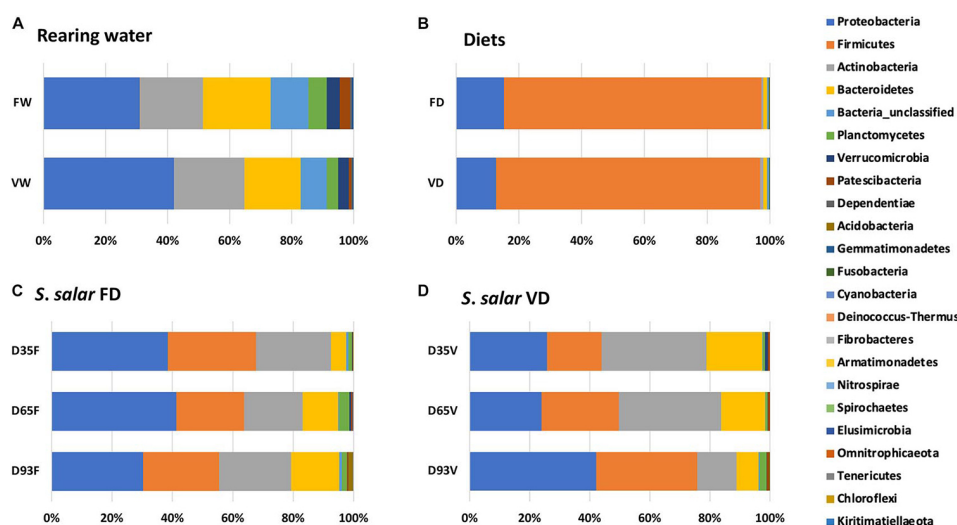 A
Rearing water
FW
VW
0% 20% 40% 60% 80% 100%
B
Diets
FD
VD
0% 20% 40% 60% 80% 100%
C
S. salar FD
D35F
D65F
D93F
0% 20% 40% 60% 80% 100%
D
S. salar VD
D35V
D65V
D93V
0% 20% 40% 60% 80% 100%
Proteobacteria
Firmicutes
Actinobacteria
Bacteroidetes
Bacteria_unclassified
Planctomycetes
Verrucomicrobia
Patescibacteria
Dependentiae
Acidobacteria
Gemmatimonadetes
Fusobacteria
Cyanobacteria
Deinococcus-Thermus
Fibrobacteres
Armatimonadetes
Nitrospirae
Spirochaetes
Elusimicrobia
Omnitrophicaeota
Tenericutes
Chloroflexi
Kiritimatiellaeota